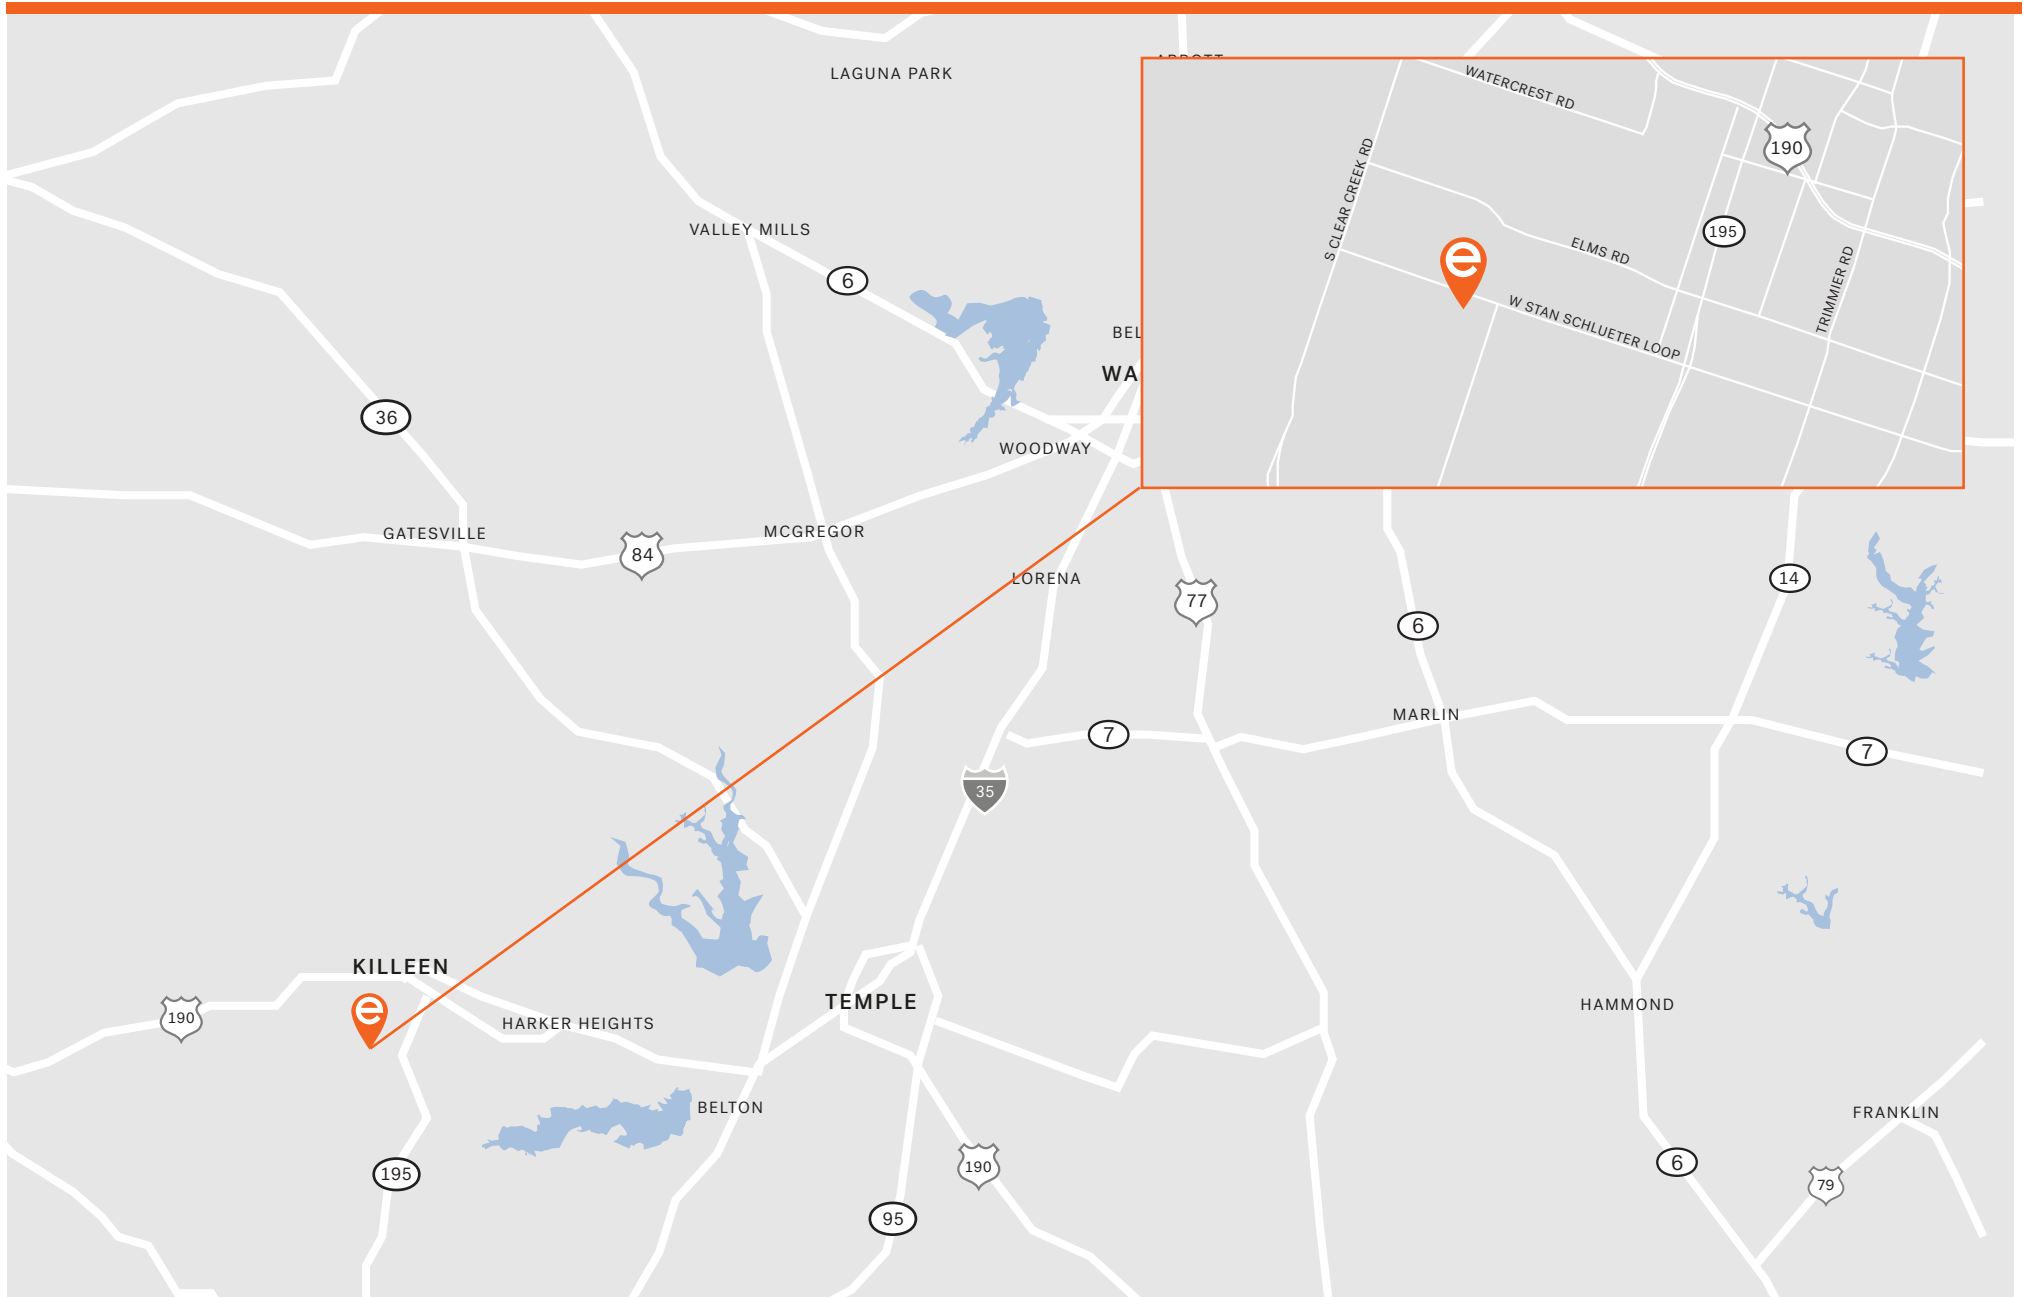 LAGUNA PARK
WATERCREST RD
190
S CLEAR CREEK RD
VALLEY MILLS
195
ELMS RD
e
TRIMMIER RD
6
W STAN SCHLUETER LOOP
BEL
WA
36
WOODWAY
GATESVILLE
84
MCGREGOR
LORENA
77
14
6
MARLIN
7
7
35
KILLEEN
e
190
HARKER HEIGHTS
TEMPLE
HAMMOND
BELTON
FRANKLIN
195
190
6
79
95